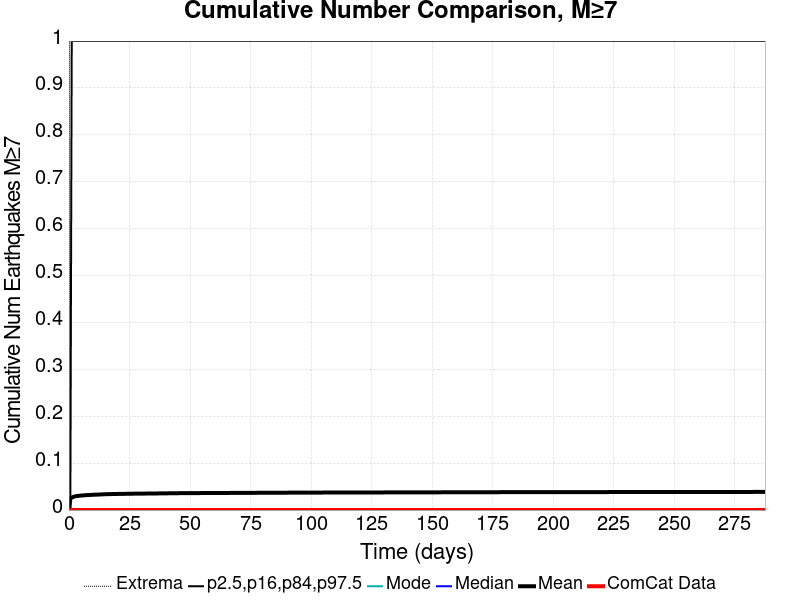 Cumulative Number Comparison, M≥7
Cumulative Num Earthquakes M≥7
1
0.9
0.8
0.7
0.6
0.5
0.4
0.3
0.2
0.1
0
0 25 50 75 100 125 150 175 200 225 250 275
Time (days)
Extrema p2.5,p16,p84,p97.5 Mode Median Mean ComCat Data